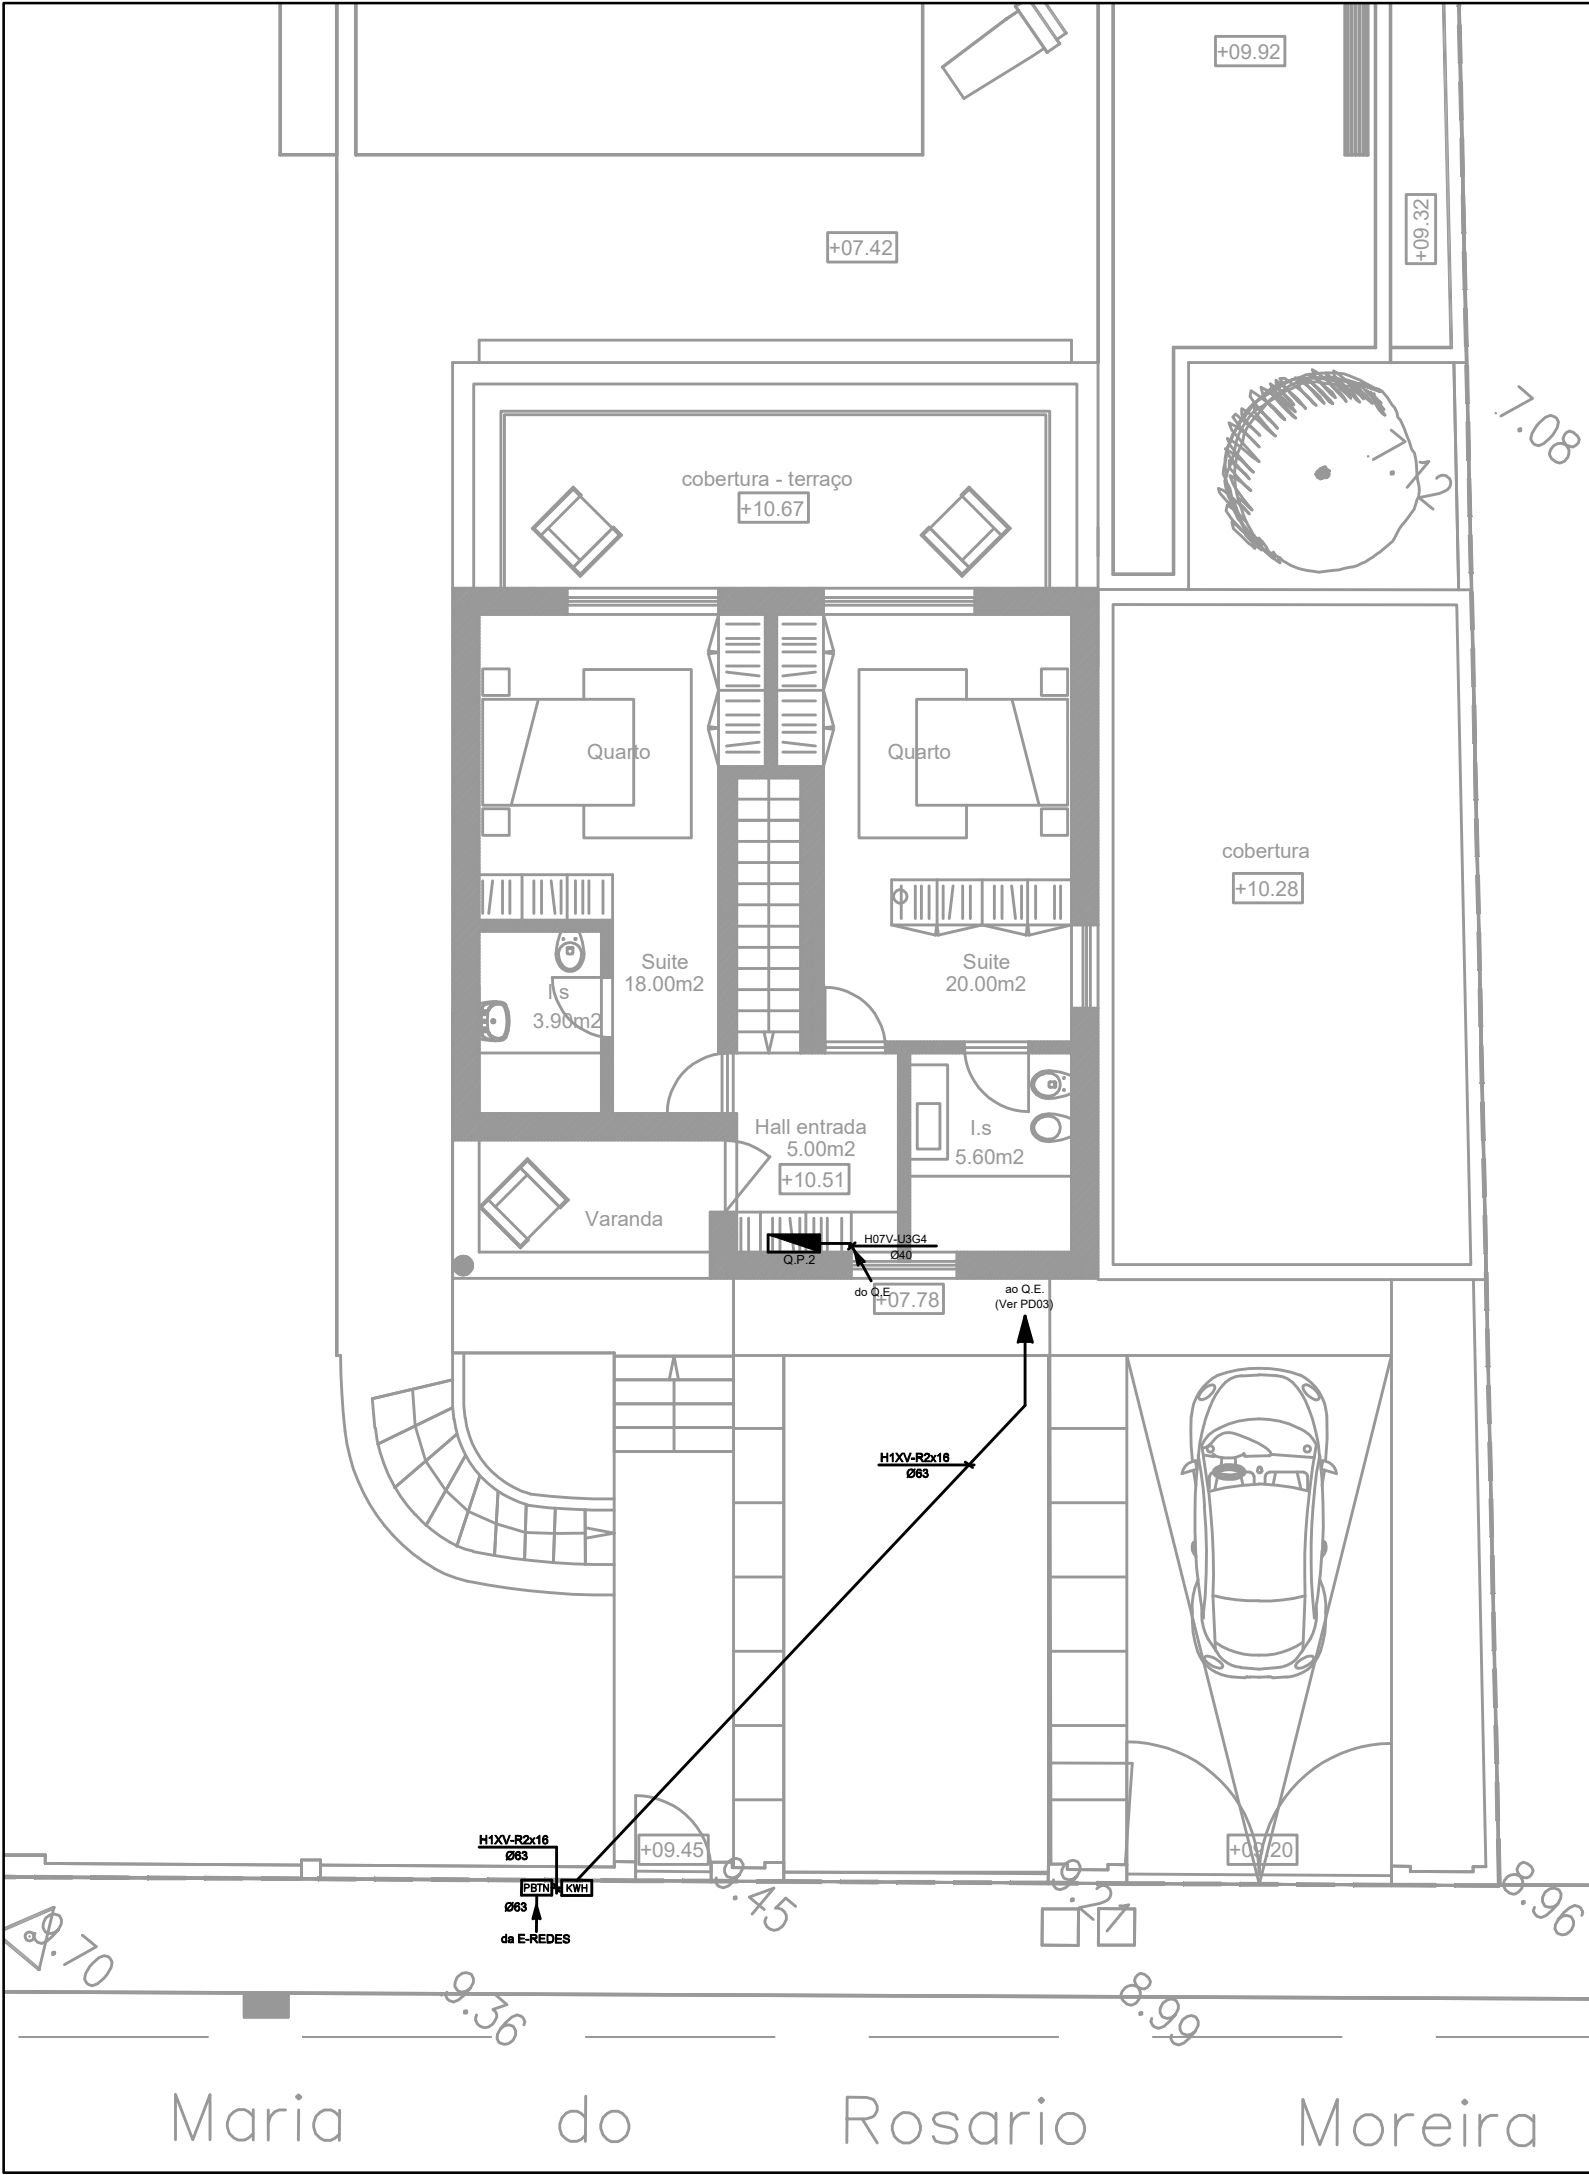 +09.92
+09.32
+07.42
7.08
7.12
cobertura - terraço
+10.67
Quarto
Quarto
cobertura
+10.28
Suite
18.00m2
Suite
20.00m2
l.s
3.90m2
Hall entrada
5.00m2
+10.51
l.s
5.60m2
Varanda
H07V-U3G4
Ø40
Q.P.2
do Q.E
+07.78
ao Q.E.
(Ver PD03)
H1XV-R2x16
Ø63
H1XV-R2x16
Ø63
+09.45
+09.20
PBTN
KWH
Ø63
da E-REDES
9.45
9.21
8.96
9.70
9.36
8.99
Maria do Rosario Moreira